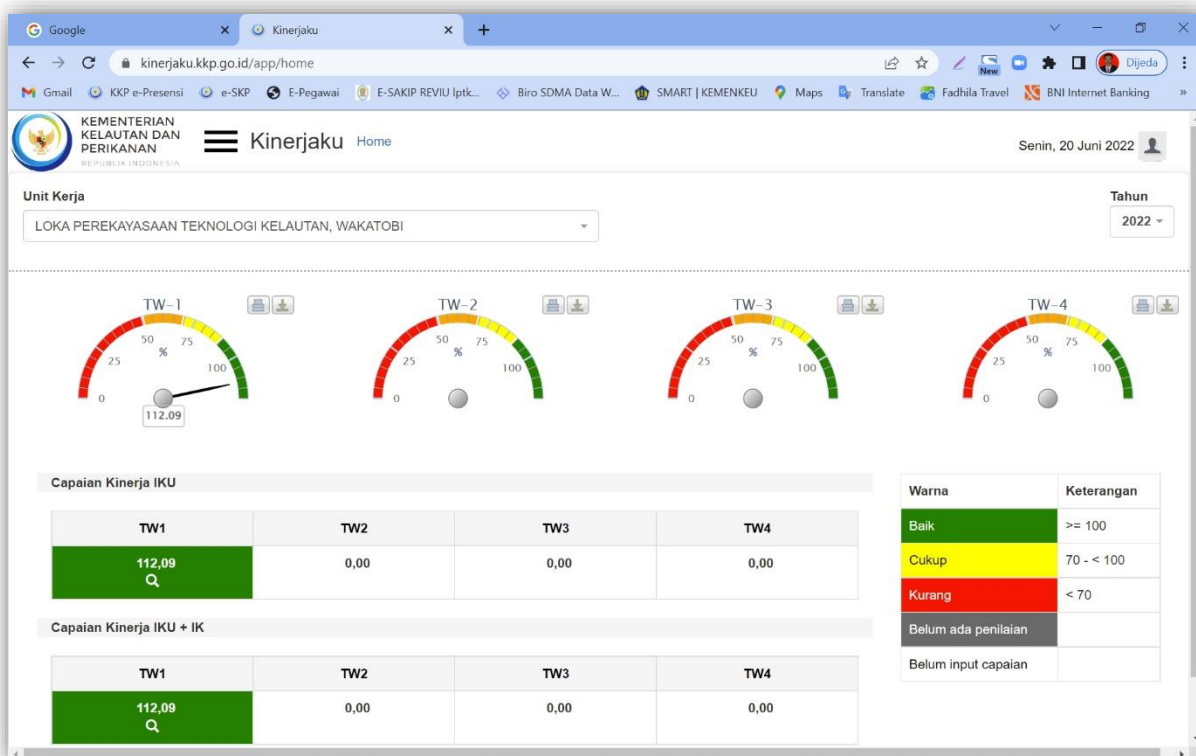 Google
Kinerjaku
kinerjaku.kkp.go.id/app/home
New
Dijeda
Gmail KKP e-Presensi e-SKP E-Pegawai E-SAKIP REVIU Iptk... Biro SDMA Data W... SMART | KEMENKEU Maps Translate Fadhila Travel BNI Internet Banking »
KEMENTERIAN
KELAUTAN DAN
PERIKANAN
REPUBLIK INDONESIA
Kinerjaku Home
Senin, 20 Juni 2022
Unit Kerja
Tahun
LOKA PEREKAYASAAN TEKNOLOGI KELAUTAN, WAKATOBI
2022
TW-1 TW-2 TW-3 TW-4
0 25 50 75 100 %
112.09
0 25 50 75 100 %
0 25 50 75 100 %
0 25 50 75 100 %
Capaian Kinerja IKU
TW1 TW2 TW3 TW4
112,09 0,00 0,00 0,00
Capaian Kinerja IKU + IK
TW1 TW2 TW3 TW4
112,09 0,00 0,00 0,00
Warna Keterangan
Baik >= 100
Cukup 70 - < 100
Kurang < 70
Belum ada penilaian
Belum input capaian